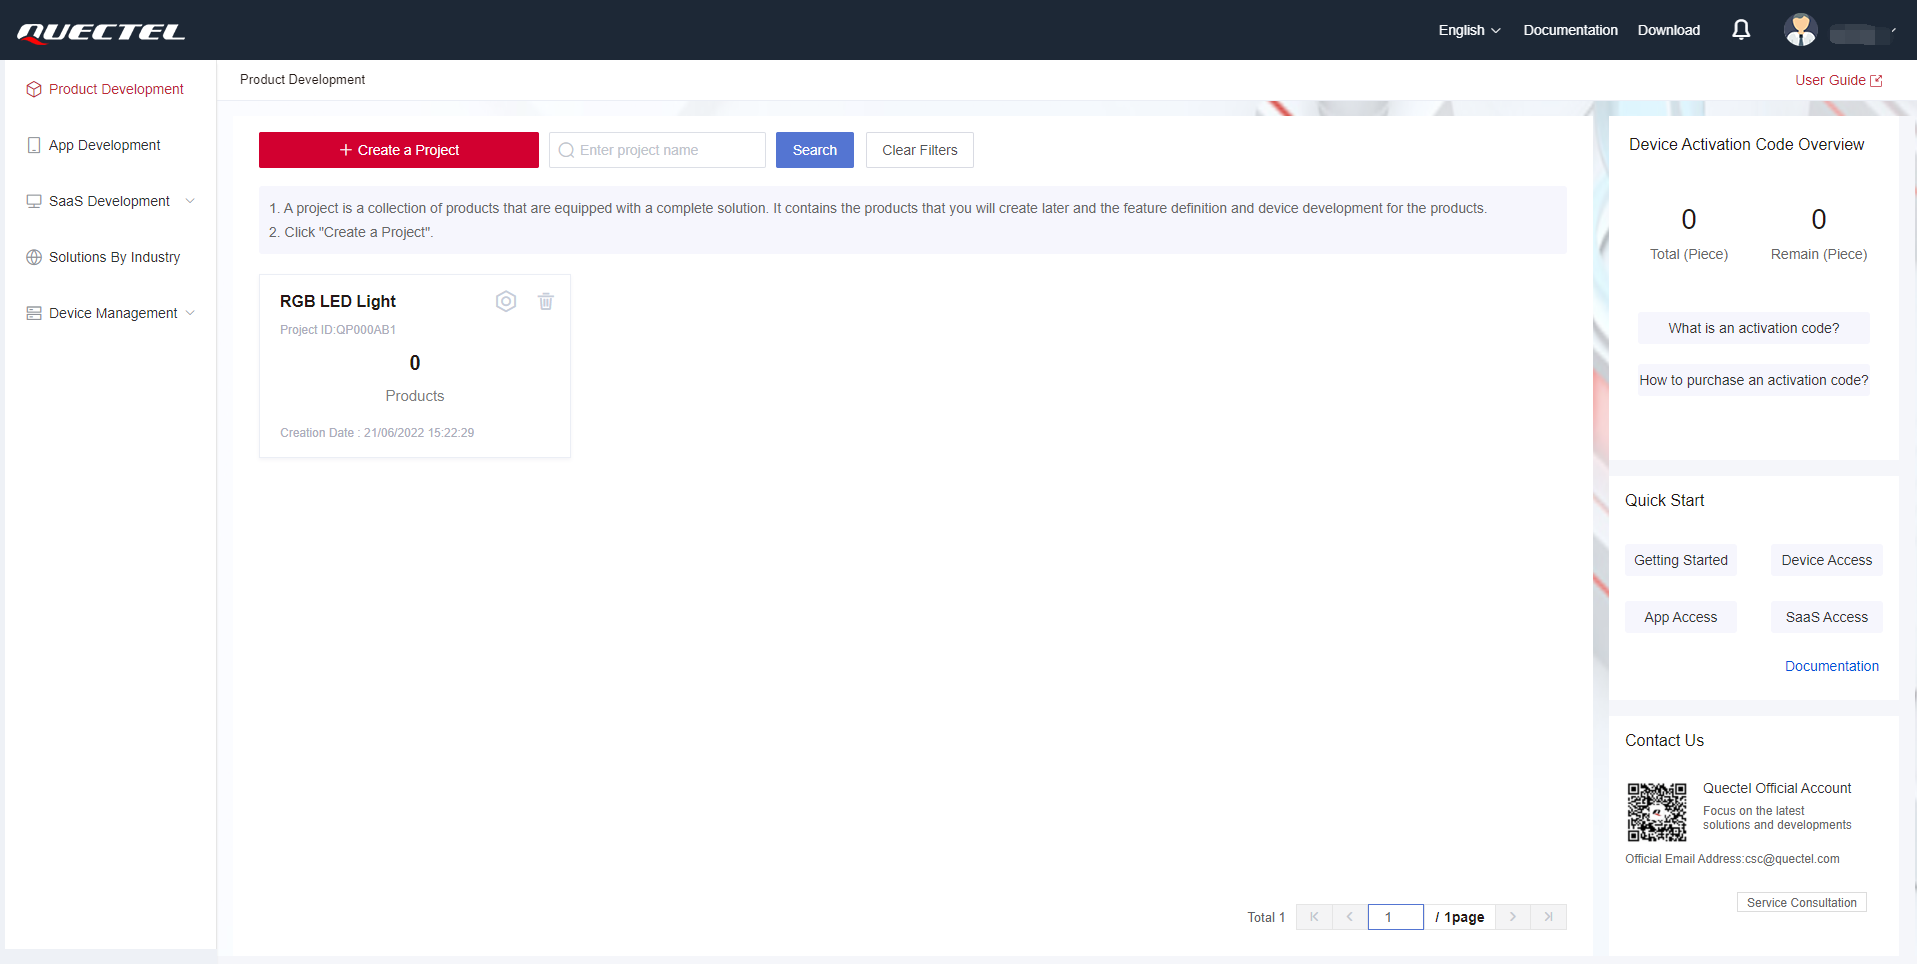 QUECTEL
English
Documentation
Download
Product Development
App Development
SaaS Development
Solutions By Industry
Device Management
Product Development
User Guide
+ Create a Project
Enter project name
Search
Clear Filters
1. A project is a collection of products that are equipped with a complete solution. It contains the products that you will create later and the feature definition and device development for the products.
2. Click "Create a Project".
RGB LED Light
Project ID:QP000AB1
0
Products
Creation Date : 21/06/2022 15:22:29
Total 1
1
/ 1page
Device Activation Code Overview
0
Total (Piece)
0
Remain (Piece)
What is an activation code?
How to purchase an activation code?
Quick Start
Getting Started
Device Access
App Access
SaaS Access
Documentation
Contact Us
Quectel Official Account
Focus on the latest
solutions and developments
Official Email Address:csc@quectel.com
Service Consultation